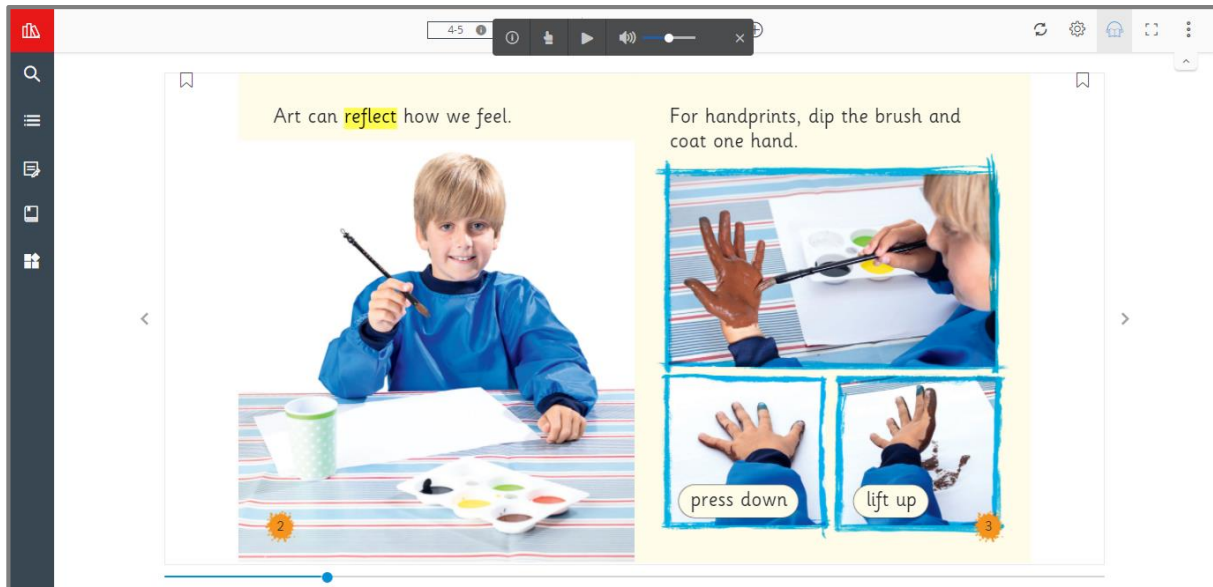 4-5
Art can reflect how we feel.
For handprints, dip the brush and
coat one hand.
press down
lift up
2
3